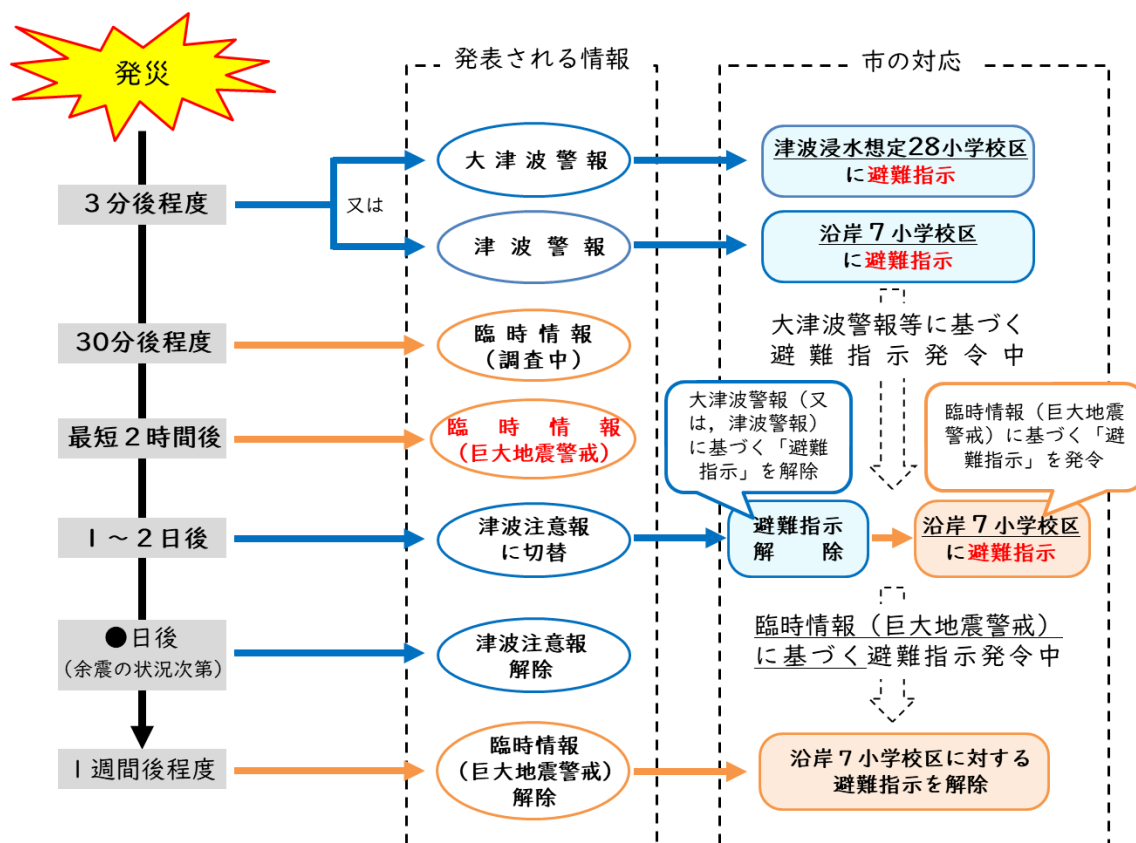 発災
発表される情報
市の対応
3分後程度
又は
大津波警報
津波浸水想定28小学校区
に避難指示
津波警報
沿岸7小学校区
に避難指示
30分後程度
臨時情報
(調査中)
大津波警報等に基づく
避難指示発令中
最短2時間後
臨時情報
(巨大地震警戒)
大津波警報(又
は,津波警報)
に基づく「避難
指示」を解除
臨時情報(巨大地震
警戒)に基づく「避
難指示」を発令
1～2日後
津波注意報
に切替
避難指示
解除
沿岸7小学校区
に避難指示
●日後
(余震の状況次第)
津波注意報
解除
臨時情報(巨大地震警戒)
に基づく避難指示発令中
1週間後程度
臨時情報
(巨大地震警戒)
解除
沿岸7小学校区に対する
避難指示を解除